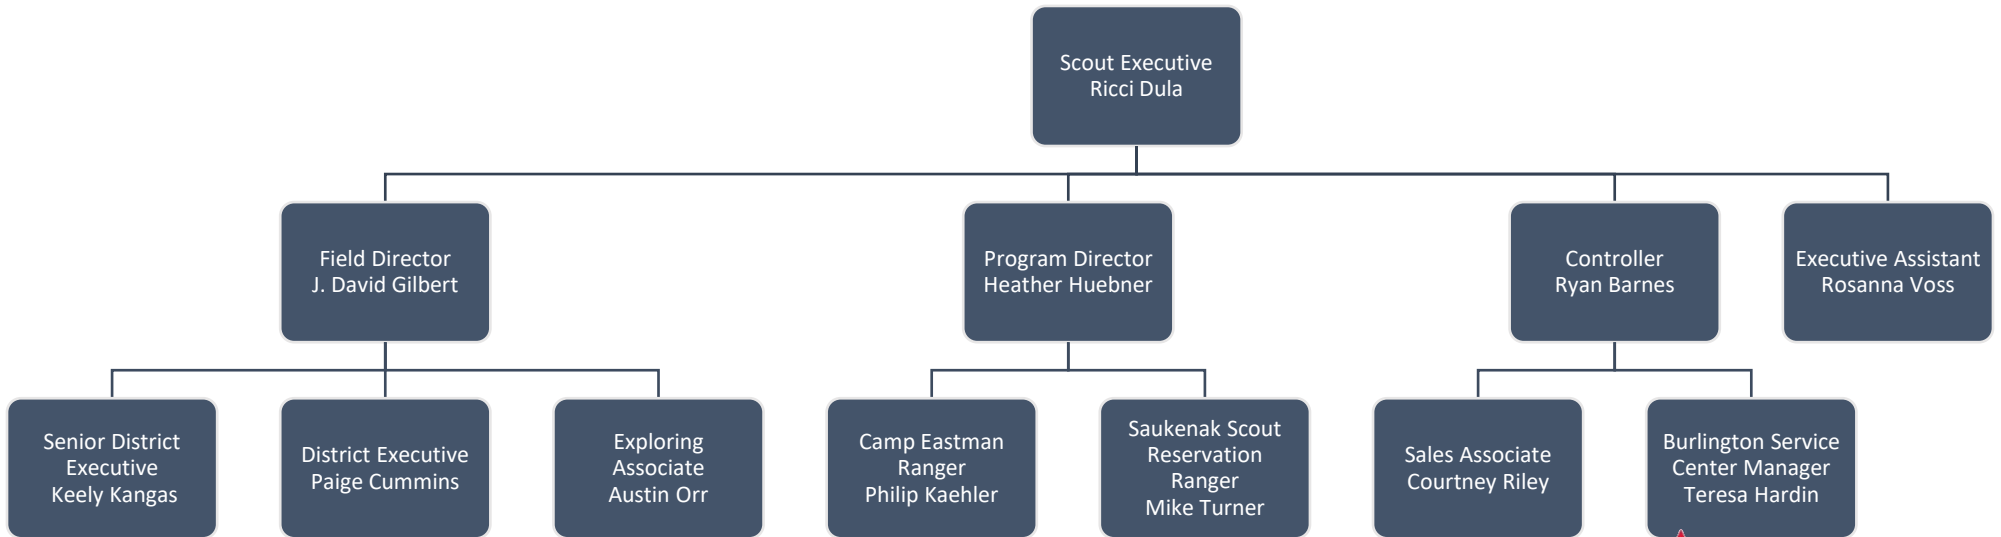 Scout Executive
Ricci Dula
Field Director
J. David Gilbert
Program Director
Heather Huebner
Controller
Ryan Barnes
Executive Assistant
Rosanna Voss
Senior District
Executive
Keely Kangas
District Executive
Paige Cummins
Exploring
Associate
Austin Orr
Camp Eastman
Ranger
Philip Kaehler
Saukenak Scout
Reservation
Ranger
Mike Turner
Sales Associate
Courtney Riley
Burlington Service
Center Manager
Teresa Hardin